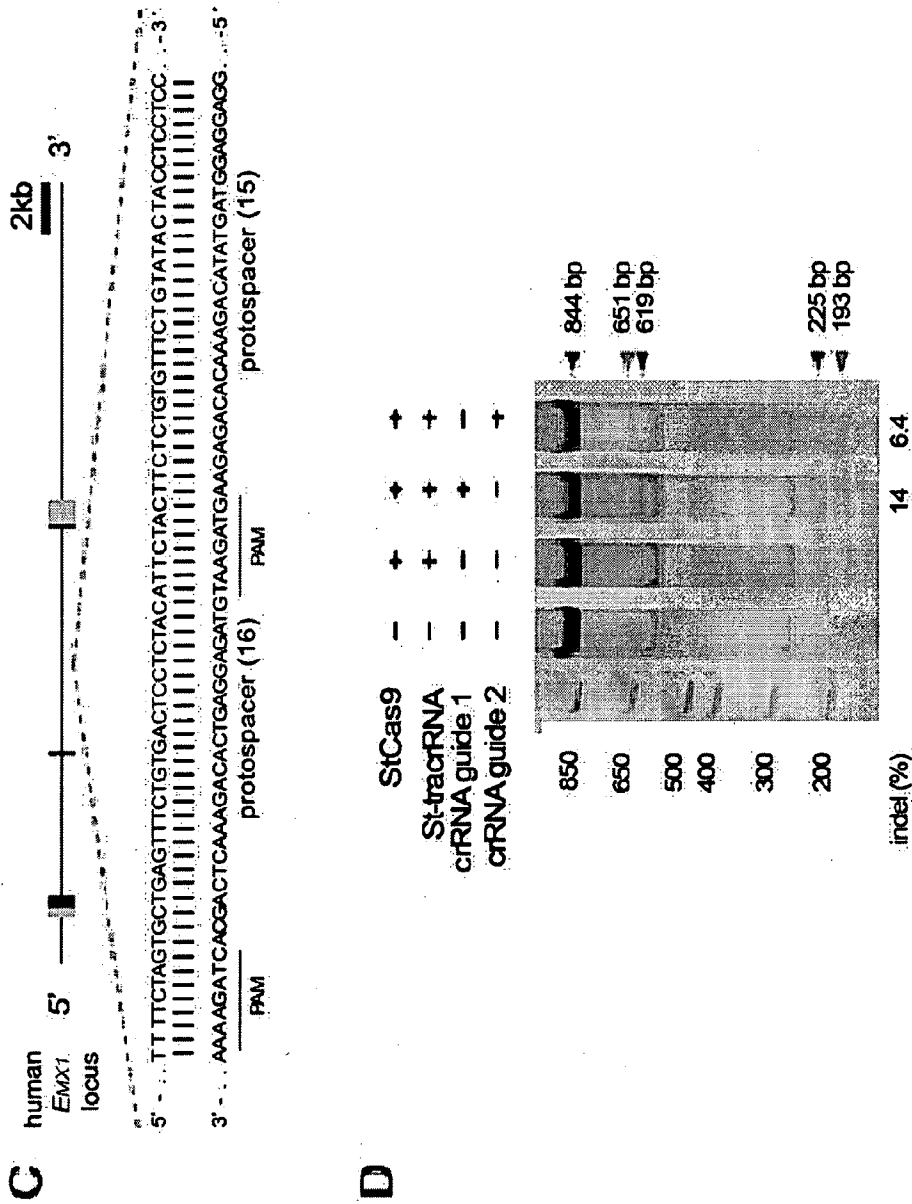 C
human
EMX1
locus
5' 3'
2kb
5'-...TTTTCTAGTGCTGAGTTTCTGTGACTCCTCTACATTCTACTTCTCTGTGTTTCTGTATACTACCTCCTCC...-3'
3'-...AAAAGATCACGACTCAAAGACACTGAGGAGATGTAAGATGAAGAGACACAAAGACATATGATGGAGGAGG...-5'
PAM protospacer (16) PAM protospacer (15)
D
StCas9 − + + +
St-tracrRNA − + + +
crRNA guide 1 − − + −
crRNA guide 2 − − − +
850
650
500
400
300
200
844 bp
651 bp
619 bp
225 bp
193 bp
indel (%) 14 6.4